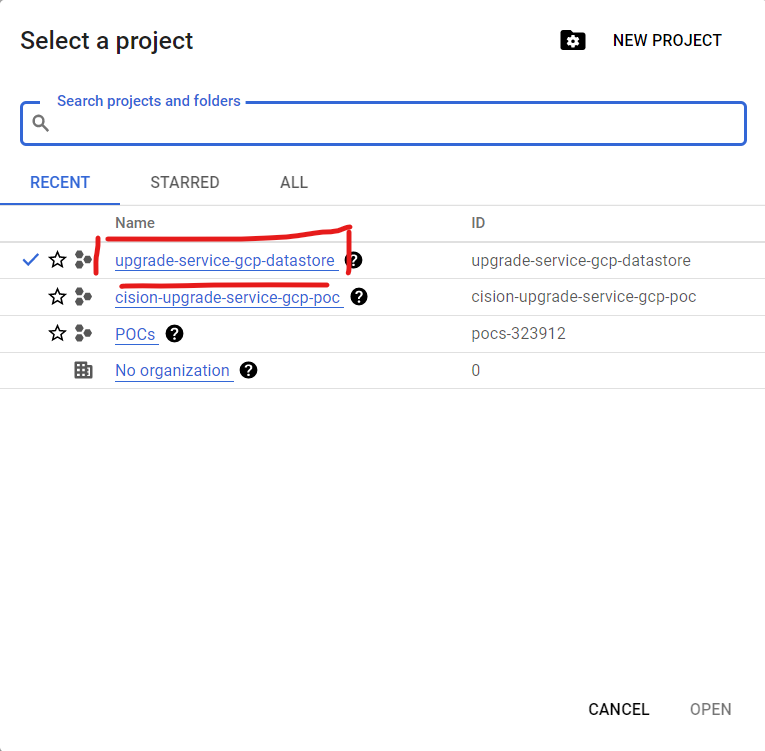 Select a project
NEW PROJECT
Search projects and folders
RECENT STARRED ALL
Name ID
upgrade-service-gcp-datastore ? upgrade-service-gcp-datastore
cision-upgrade-service-gcp-poc ? cision-upgrade-service-gcp-poc
POCs ? pocs-323912
No organization ? 0
CANCEL OPEN